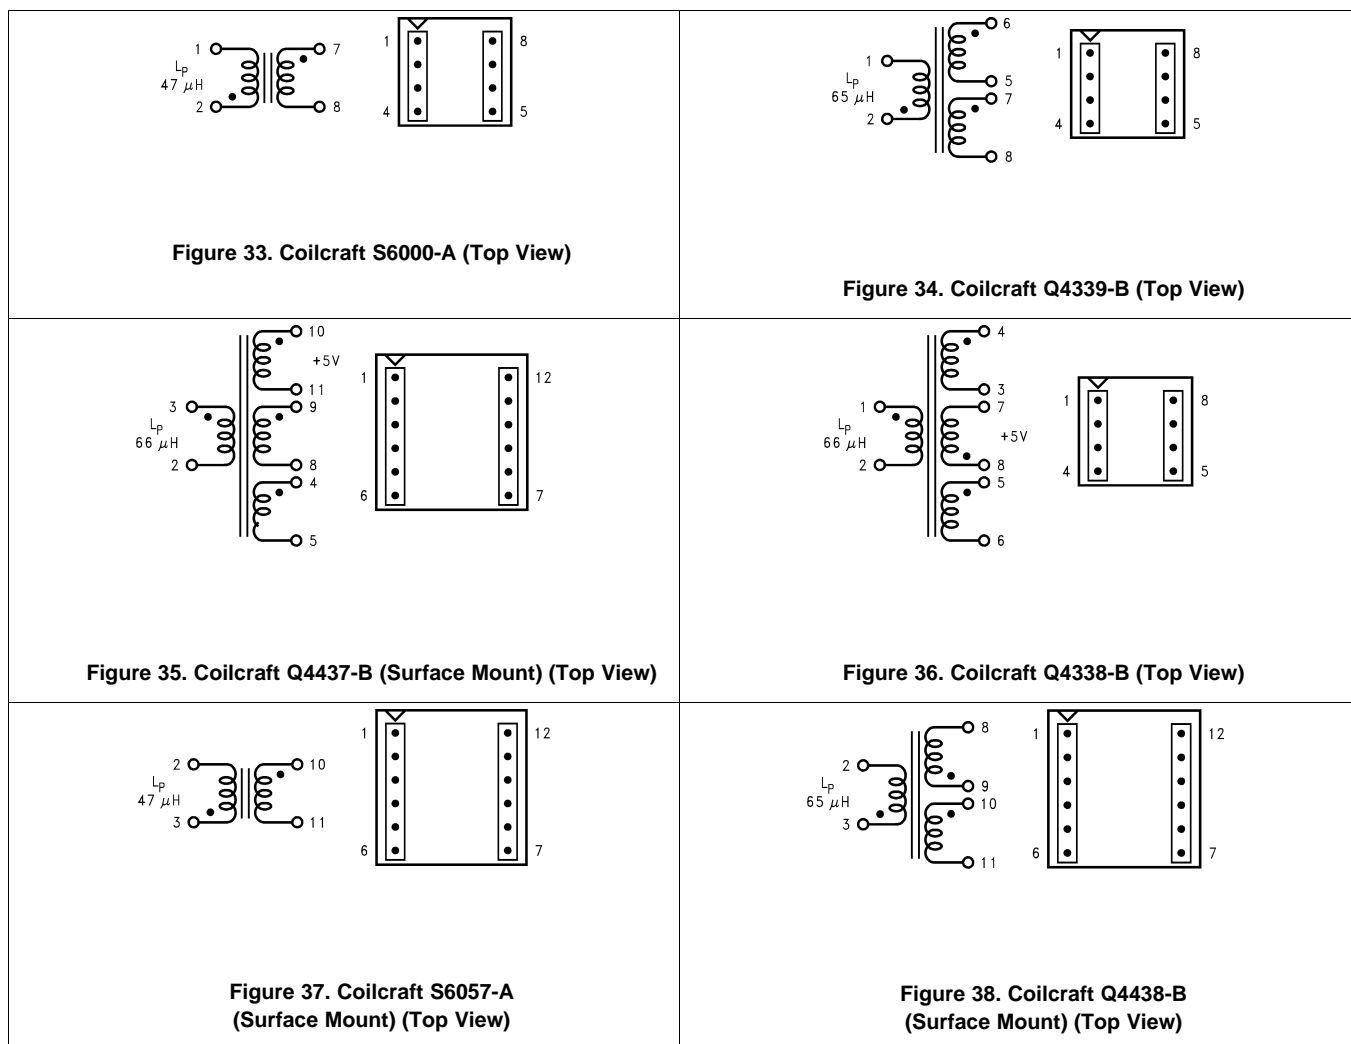 1
7
L P
47 μH
2
8
1
8
4
5
Figure 33. Coilcraft S6000-A (Top View)
6
1
5
L P
65 μH
7
2
8
1
8
4
5
Figure 34. Coilcraft Q4339-B (Top View)
10
+5V
11
3
9
L P
66 μH
2
8
4
5
1
12
6
7
Figure 35. Coilcraft Q4437-B (Surface Mount) (Top View)
4
3
1
7
L P
66 μH
+5V
2
8
5
6
1
8
4
5
Figure 36. Coilcraft Q4338-B (Top View)
2
10
L P
47 μH
3
11
1
12
6
7
Figure 37. Coilcraft S6057-A
(Surface Mount) (Top View)
8
2
9
L P
65 μH
10
3
11
1
12
6
7
Figure 38. Coilcraft Q4438-B
(Surface Mount) (Top View)